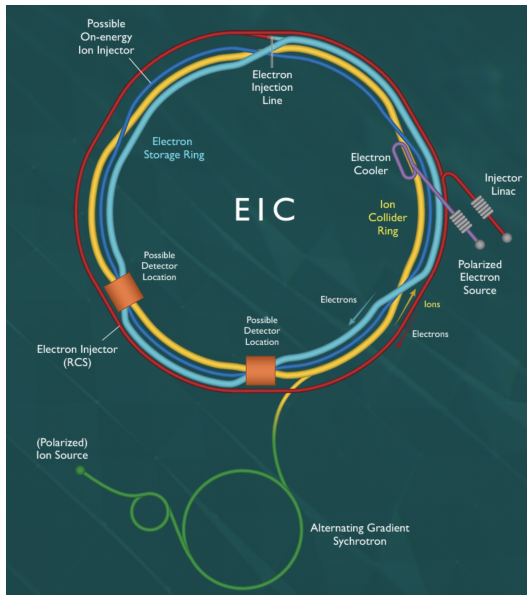 Possible
On-energy
Ion Injector
Electron
Injection
Line
Electron
Storage Ring
Electron
Cooler
Injector
Linac
EIC
Ion
Collider
Ring
Polarized
Electron
Source
Possible
Detector
Location
Electrons
Ions
Possible
Detector
Location
Electrons
Electron Injector
(RCS)
(Polarized)
Ion Source
Alternating Gradient
Sychrotron